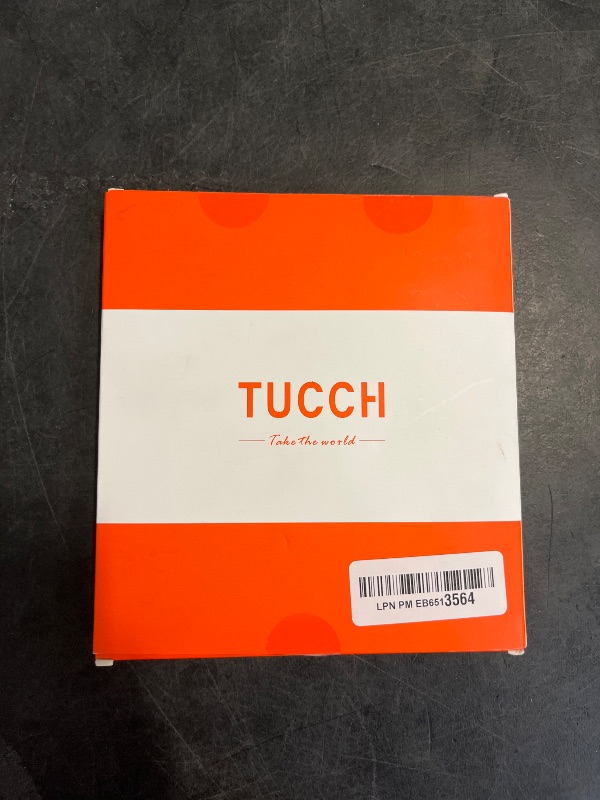 TUCCH
Take the world
LPN PM EB6513564